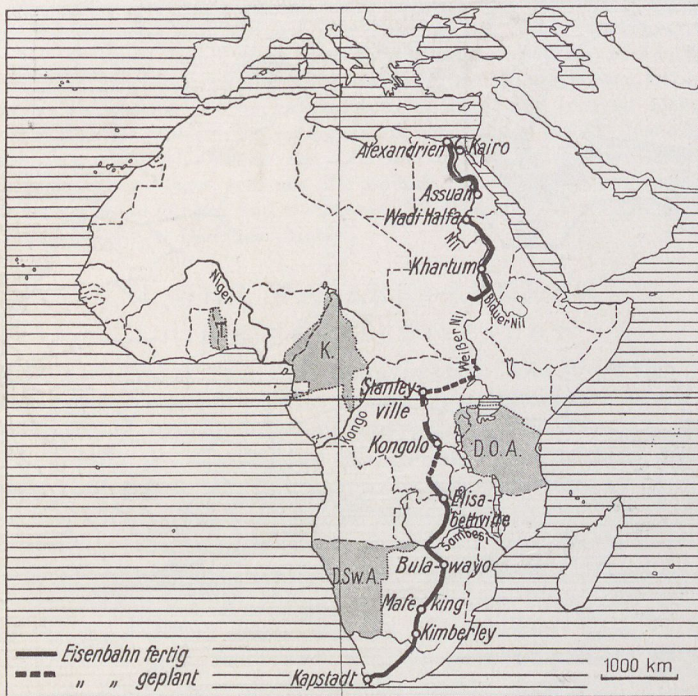 Alexandrien
Kairo
Assuan
Wadi Halfa
Nil
Khartum
Blauer Nil
Weißer Nil
Niger
T.
K.
Stanley
ville
Kongo
Kongolo
D.O.A.
Elisa-
bethville
Sambesi
D.Sw.A.
Bula-
wayo
Mafe
king
Kimberley
Kapstadt
Eisenbahn fertig
„ „ geplant
1000 km